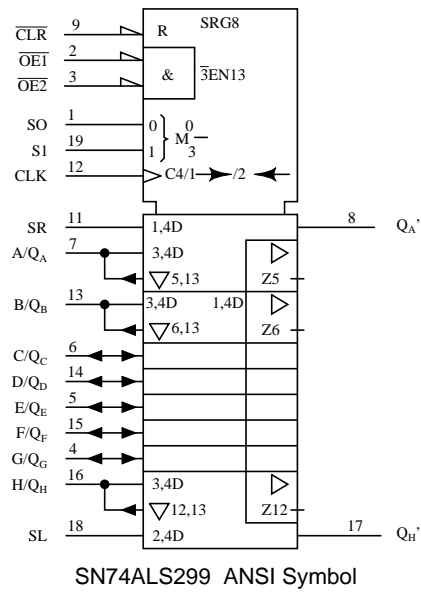 9 CLR R SRG8
2 OE1
& 3EN13
3 OE2
1 SO 0 0
M
19 S1 1 3
12 CLK C4/1 /2
11 SR 1,4D 8 QA'
7 A/QA 3,4D
5,13 Z5
13 B/QB 3,4D 1,4D
6,13 Z6
6 C/QC
14 D/QD
5 E/QE
15 F/QF
4 G/QG
16 H/QH 3,4D
12,13 Z12
18 SL 2,4D 17 QH'
SN74ALS299 ANSI Symbol